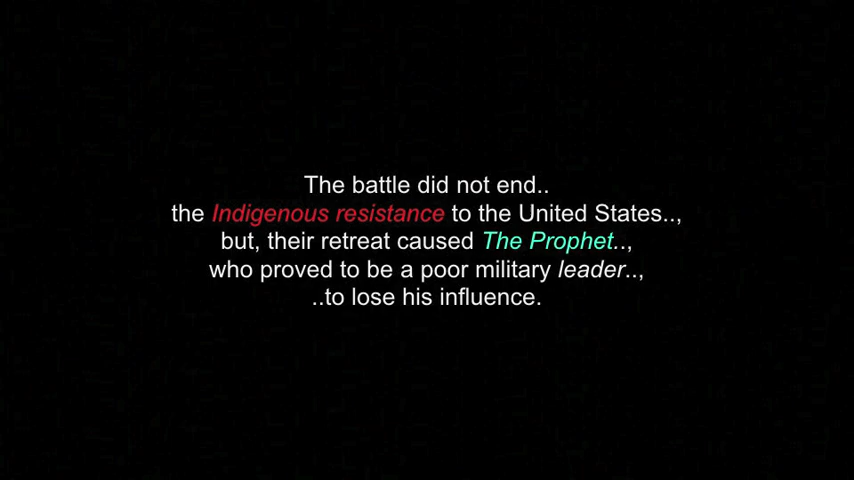 The battle did not end..
the Indigenous resistance to the United States..,
but, their retreat caused The Prophet..,
who proved to be a poor military leader..,
..to lose his influence.